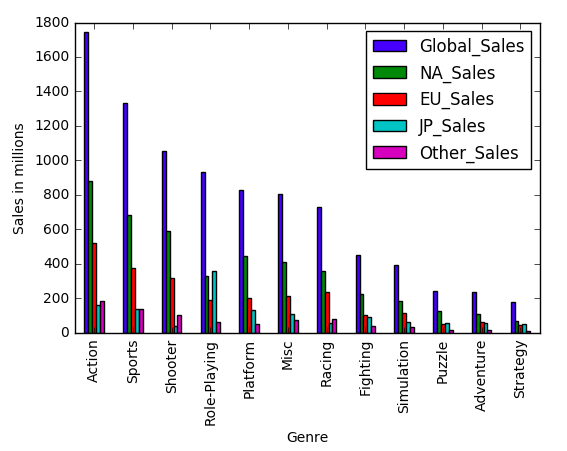 1800
1600
1400
1200
1000
800
600
400
200
0
Sales in millions
Global_Sales
NA_Sales
EU_Sales
JP_Sales
Other_Sales
Action
Sports
Shooter
Role-Playing
Platform
Misc
Racing
Fighting
Simulation
Puzzle
Adventure
Strategy
Genre